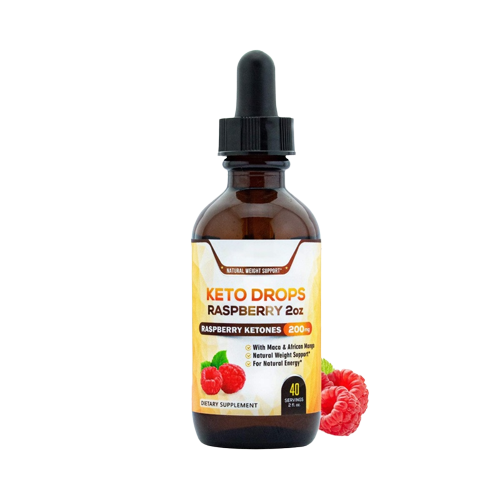 NATURAL WEIGHT SUPPORT*
KETO DROPS
RASPBERRY 2oz
RASPBERRY KETONES 200mg
With Maca & African Mango
Natural Weight Support*
For Natural Energy*
40
SERVINGS
2 fl oz
DIETARY SUPPLEMENT